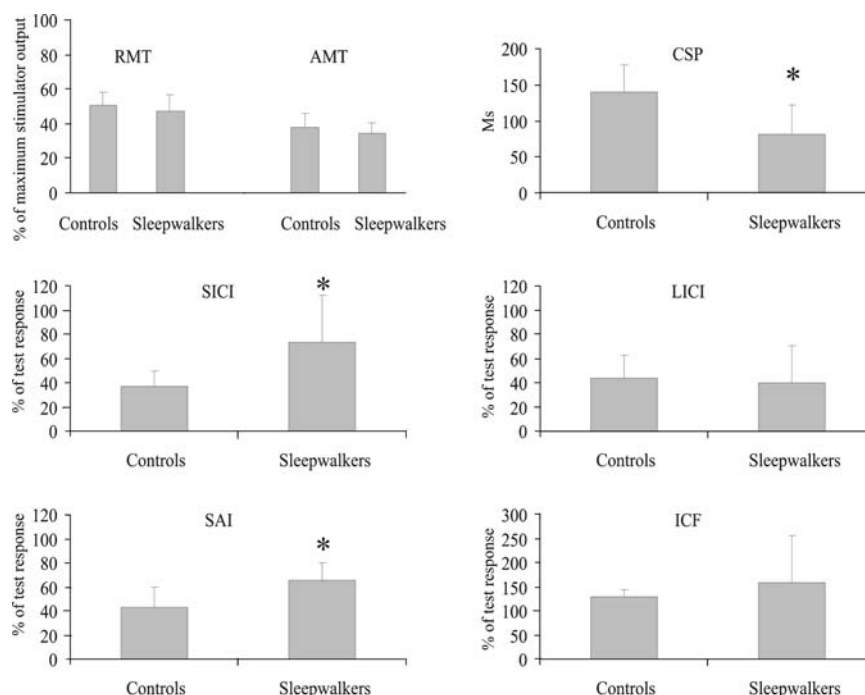 % of maximum stimulator output
100
80
60
40
20
0
RMT
AMT
Controls
Sleepwalkers
Controls
Sleepwalkers
Ms
200
150
100
50
0
CSP
*
Controls
Sleepwalkers
% of test response
120
100
80
60
40
20
0
SICI
*
Controls
Sleepwalkers
% of test response
120
100
80
60
40
20
0
LICI
Controls
Sleepwalkers
% of test response
120
100
80
60
40
20
0
SAI
*
Controls
Sleepwalkers
% of test response
300
250
200
150
100
50
0
ICF
Controls
Sleepwalkers